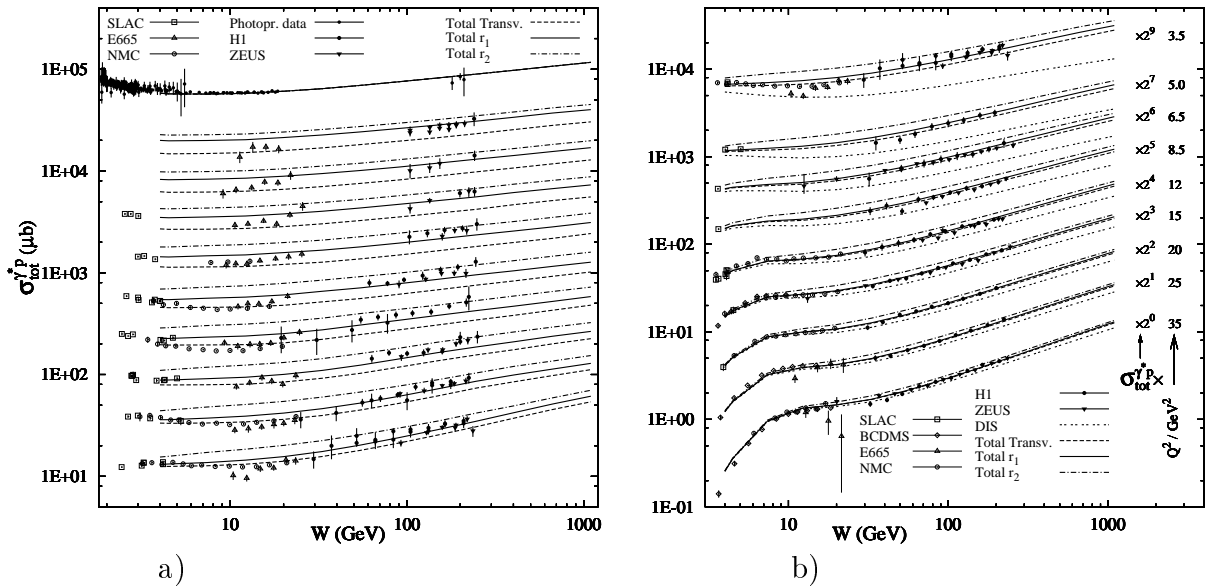 SLAC
E665
NMC
Photopr. data
H1
ZEUS
Total Transv.
Total r1
Total r2
1E+05
1E+04
1E+03
1E+02
1E+01
σ tot γ* p (μb)
10
100
1000
W (GeV)
a)
1E+04
1E+03
1E+02
1E+01
1E+00
1E-01
×2^9 3.5
×2^7 5.0
×2^6 6.5
×2^5 8.5
×2^4 12
×2^3 15
×2^2 20
×2^1 25
×2^0 35
σ tot γ* p ×
Q^2 / GeV^2
H1
ZEUS
DIS
Total Transv.
Total r1
Total r2
SLAC
BCDMS
E665
NMC
10
100
1000
W (GeV)
b)